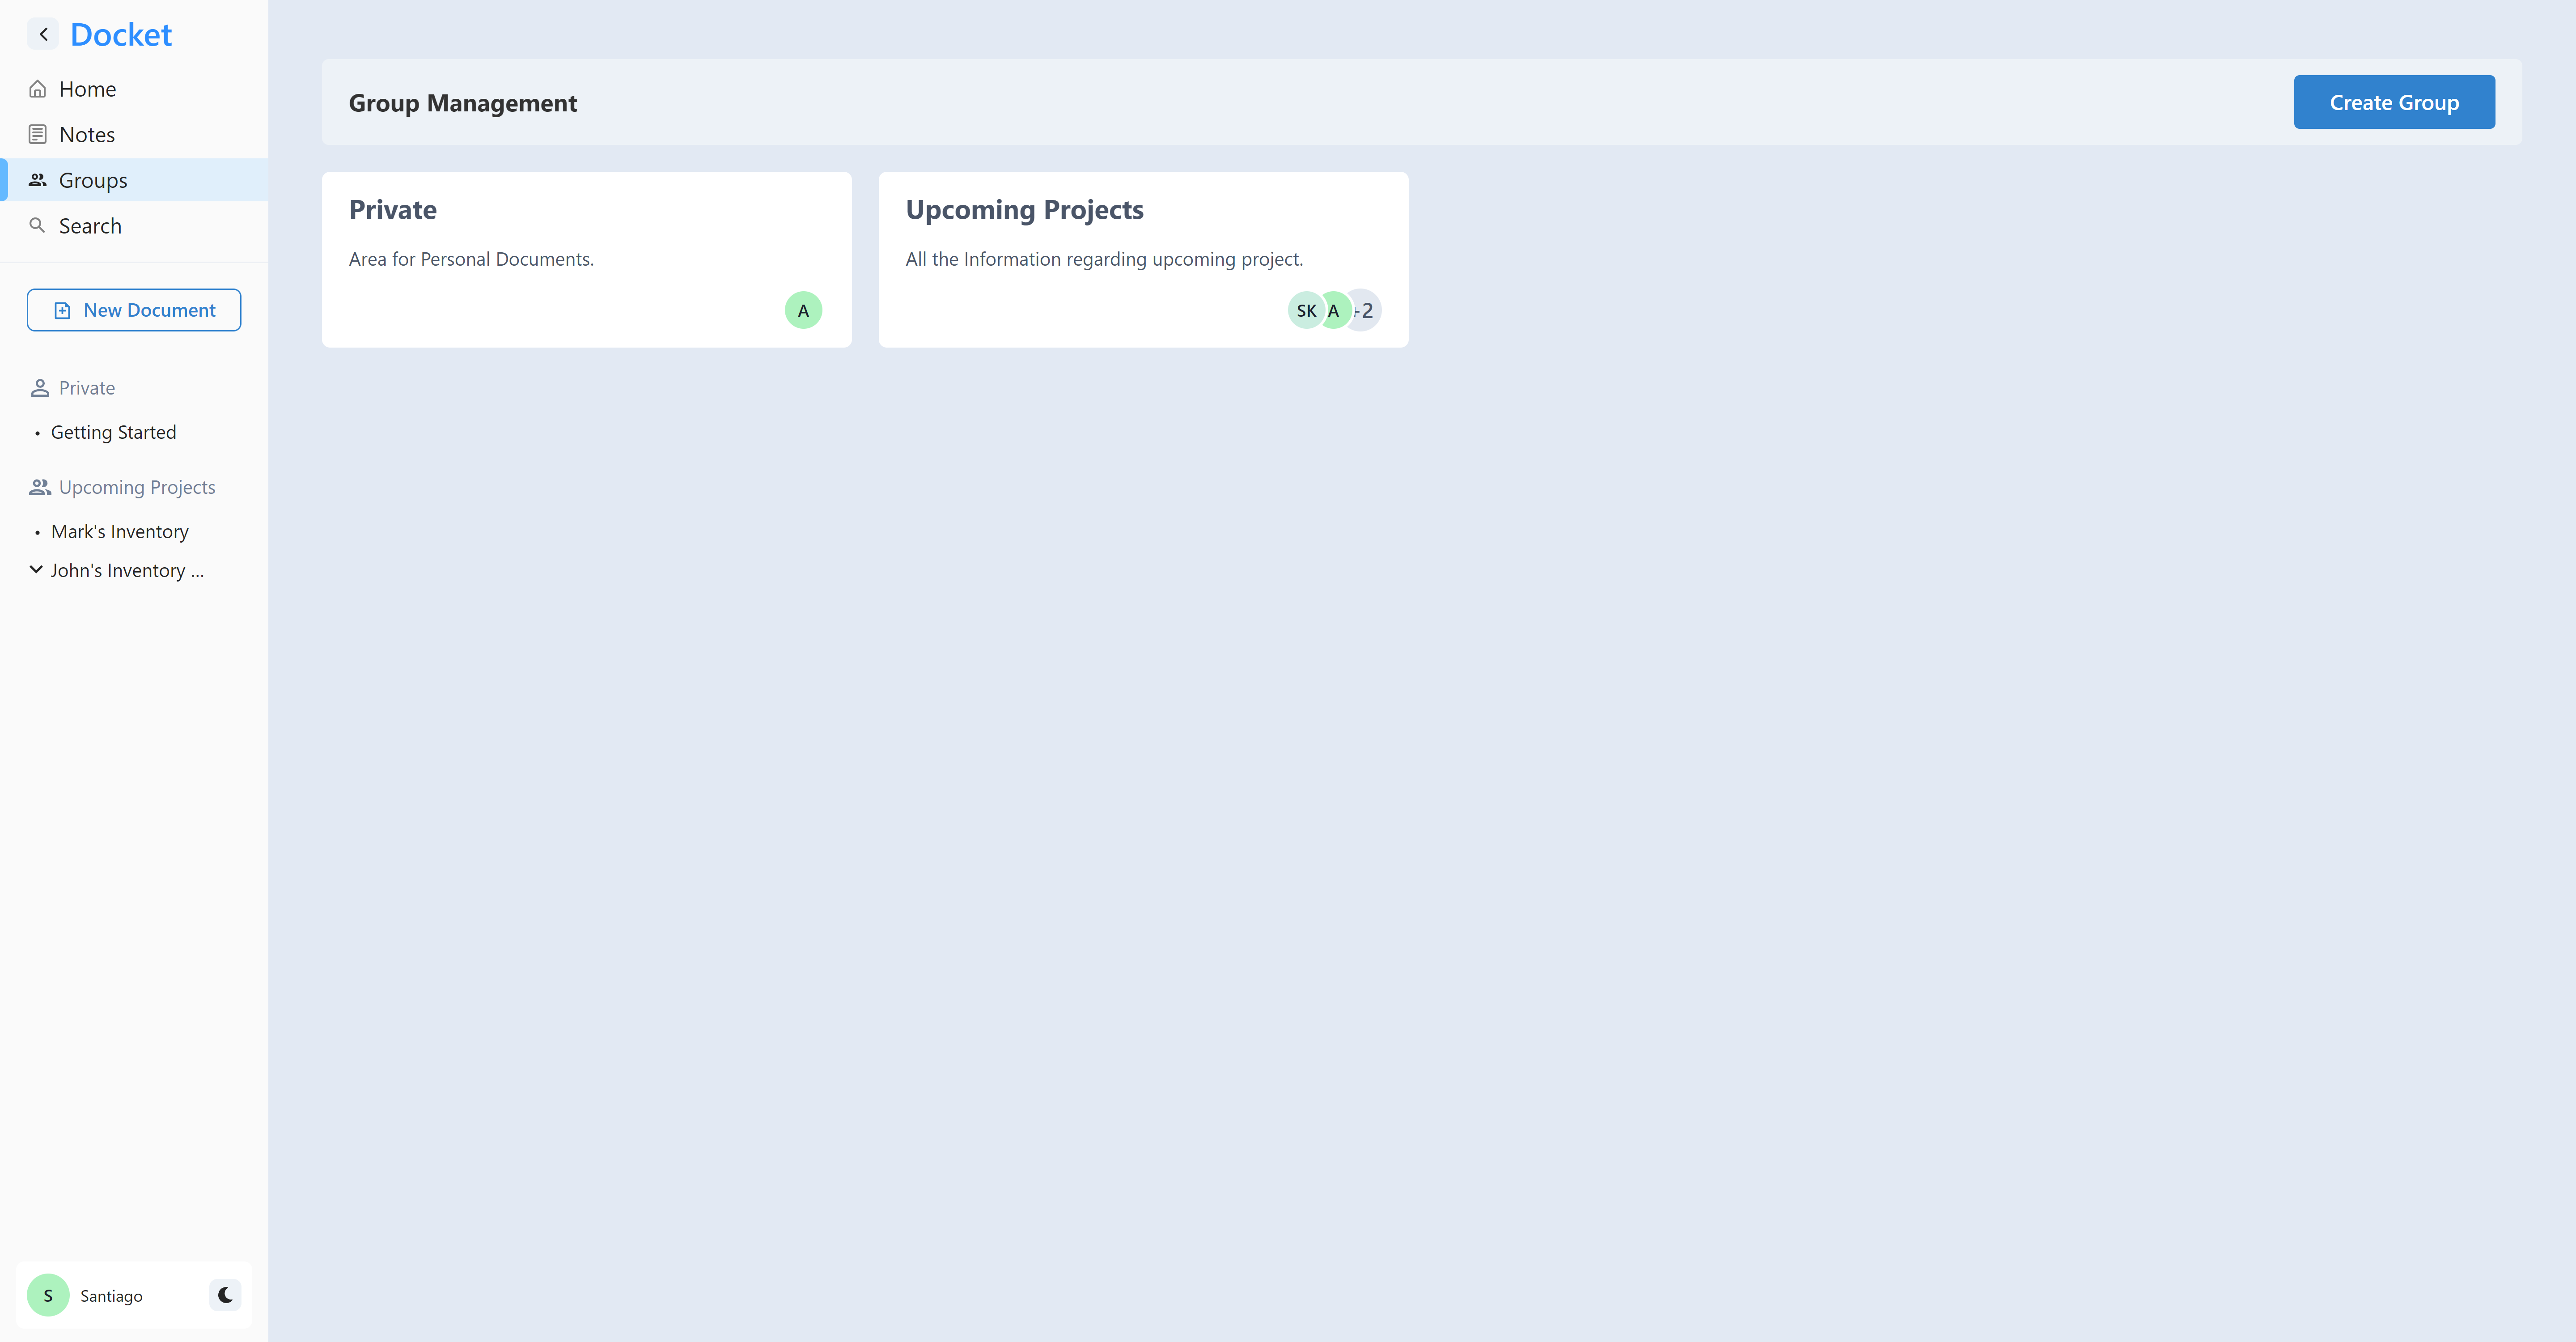 Docket
Home
Notes
Groups
Search
New Document
Private
Getting Started
Upcoming Projects
Mark's Inventory
John's Inventory ...
S Santiago
Group Management
Create Group
Private
Area for Personal Documents.
A
Upcoming Projects
All the Information regarding upcoming project.
SK A +2